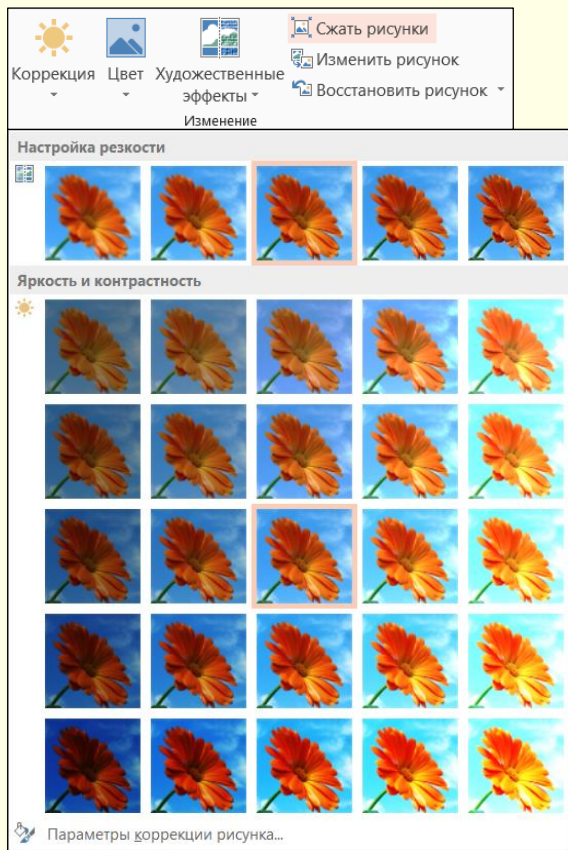 Коррекция
Цвет
Художественные
эффекты
Сжать рисунки
Изменить рисунок
Восстановить рисунок
Изменение
Настройка резкости
Яркость и контрастность
Параметры коррекции рисунка...